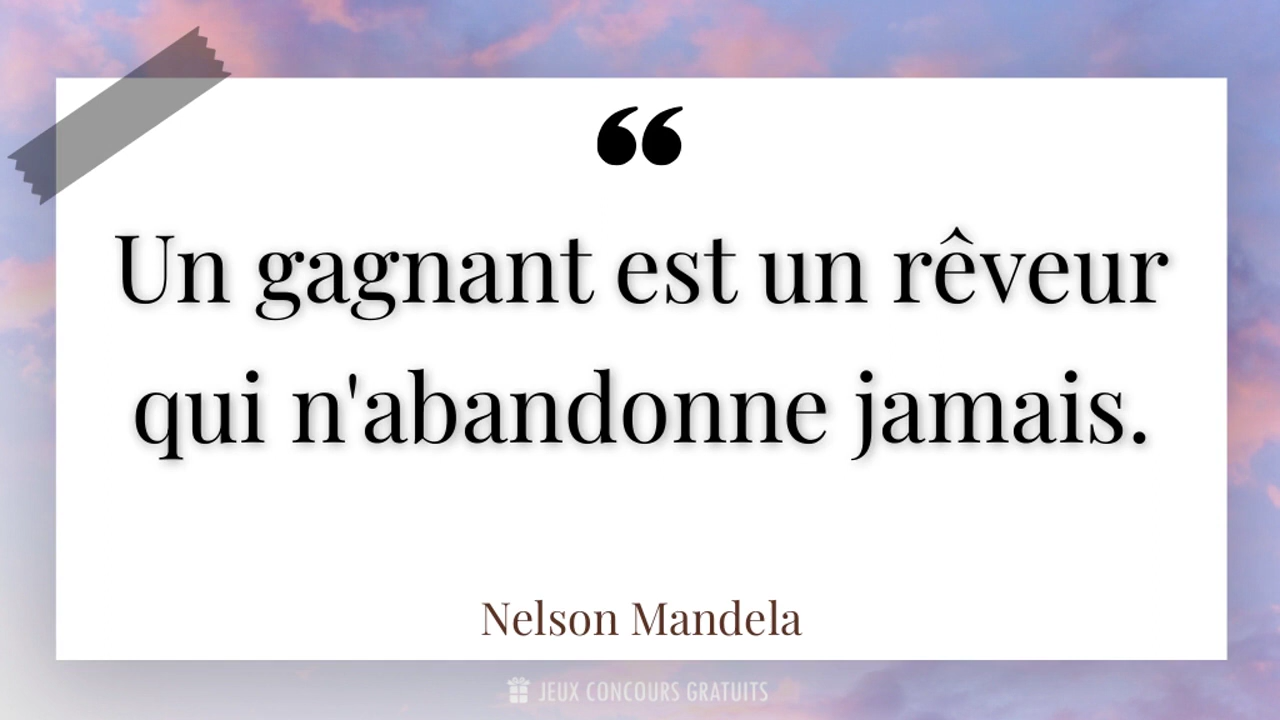 “
Un gagnant est un rêveur
qui n'abandonne jamais.
Nelson Mandela
JEUX CONCOURS GRATUITS